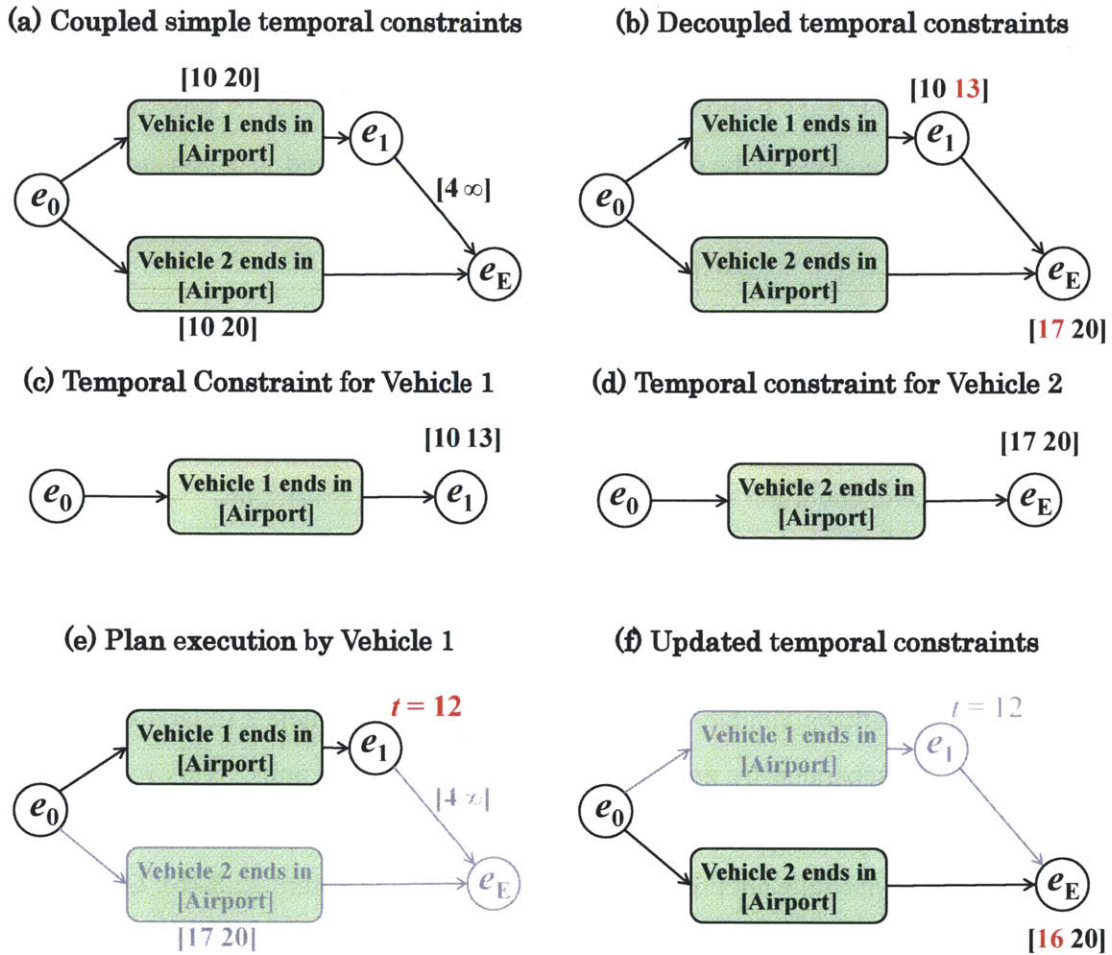 (a) Coupled simple temporal constraints
[10 20]
Vehicle 1 ends in
[Airport]
e1
e0
[4 ∞]
Vehicle 2 ends in
[Airport]
eE
[10 20]
(b) Decoupled temporal constraints
[10 13]
Vehicle 1 ends in
[Airport]
e1
e0
Vehicle 2 ends in
[Airport]
eE
[17 20]
(c) Temporal Constraint for Vehicle 1
[10 13]
e0
Vehicle 1 ends in
[Airport]
e1
(d) Temporal constraint for Vehicle 2
[17 20]
e0
Vehicle 2 ends in
[Airport]
eE
(e) Plan execution by Vehicle 1
t = 12
Vehicle 1 ends in
[Airport]
e1
e0
[4 ∞]
Vehicle 2 ends in
[Airport]
eE
[17 20]
(f) Updated temporal constraints
t = 12
Vehicle 1 ends in
[Airport]
e1
e0
Vehicle 2 ends in
[Airport]
eE
[16 20]